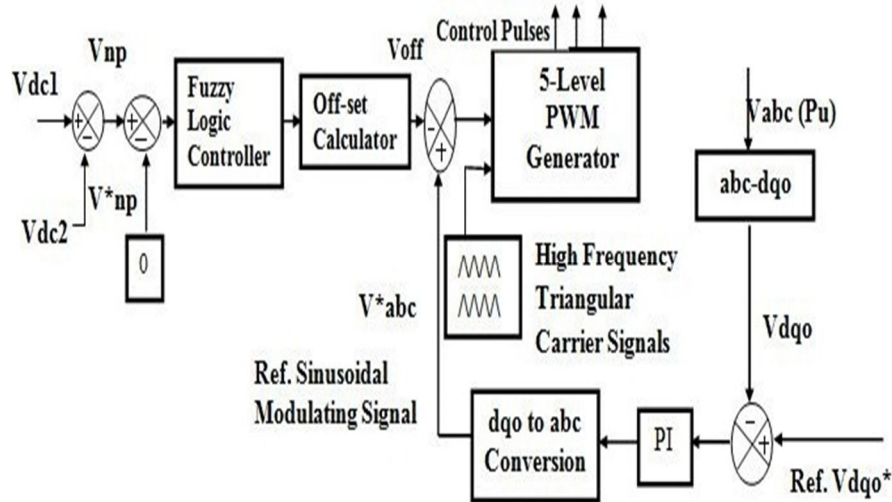 Control Pulses
Vnp
Voff
Vdc1
Fuzzy
Logic
Controller
Off-set
Calculator
5-Level
PWM
Generator
Vabc (Pu)
abc-dqo
V*np
Vdc2
0
High Frequency
Triangular
Carrier Signals
V*abc
Vdqo
Ref. Sinusoidal
Modulating Signal
dqo to abc
Conversion
PI
Ref. Vdqo*